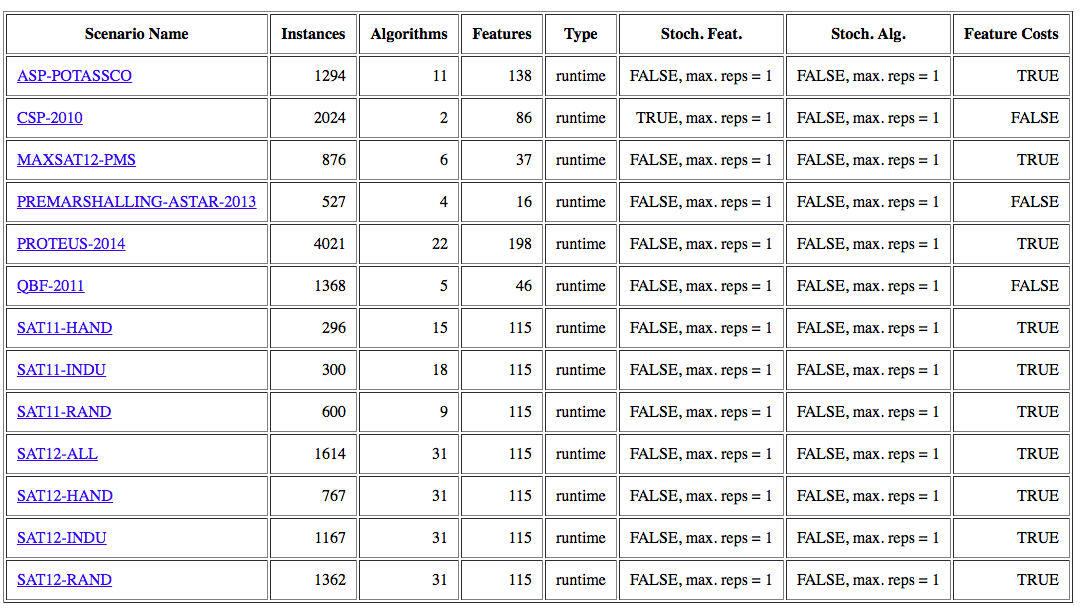 Scenario Name Instances Algorithms Features Type Stoch. Feat. Stoch. Alg. Feature Costs
ASP-POTASSCO 1294 11 138 runtime FALSE, max. reps = 1 FALSE, max. reps = 1 TRUE
CSP-2010 2024 2 86 runtime TRUE, max. reps = 1 FALSE, max. reps = 1 FALSE
MAXSAT12-PMS 876 6 37 runtime FALSE, max. reps = 1 FALSE, max. reps = 1 TRUE
PREMARSHALLING-ASTAR-2013 527 4 16 runtime FALSE, max. reps = 1 FALSE, max. reps = 1 FALSE
PROTEUS-2014 4021 22 198 runtime FALSE, max. reps = 1 FALSE, max. reps = 1 TRUE
QBF-2011 1368 5 46 runtime FALSE, max. reps = 1 FALSE, max. reps = 1 FALSE
SAT11-HAND 296 15 115 runtime FALSE, max. reps = 1 FALSE, max. reps = 1 TRUE
SAT11-INDU 300 18 115 runtime FALSE, max. reps = 1 FALSE, max. reps = 1 TRUE
SAT11-RAND 600 9 115 runtime FALSE, max. reps = 1 FALSE, max. reps = 1 TRUE
SAT12-ALL 1614 31 115 runtime FALSE, max. reps = 1 FALSE, max. reps = 1 TRUE
SAT12-HAND 767 31 115 runtime FALSE, max. reps = 1 FALSE, max. reps = 1 TRUE
SAT12-INDU 1167 31 115 runtime FALSE, max. reps = 1 FALSE, max. reps = 1 TRUE
SAT12-RAND 1362 31 115 runtime FALSE, max. reps = 1 FALSE, max. reps = 1 TRUE